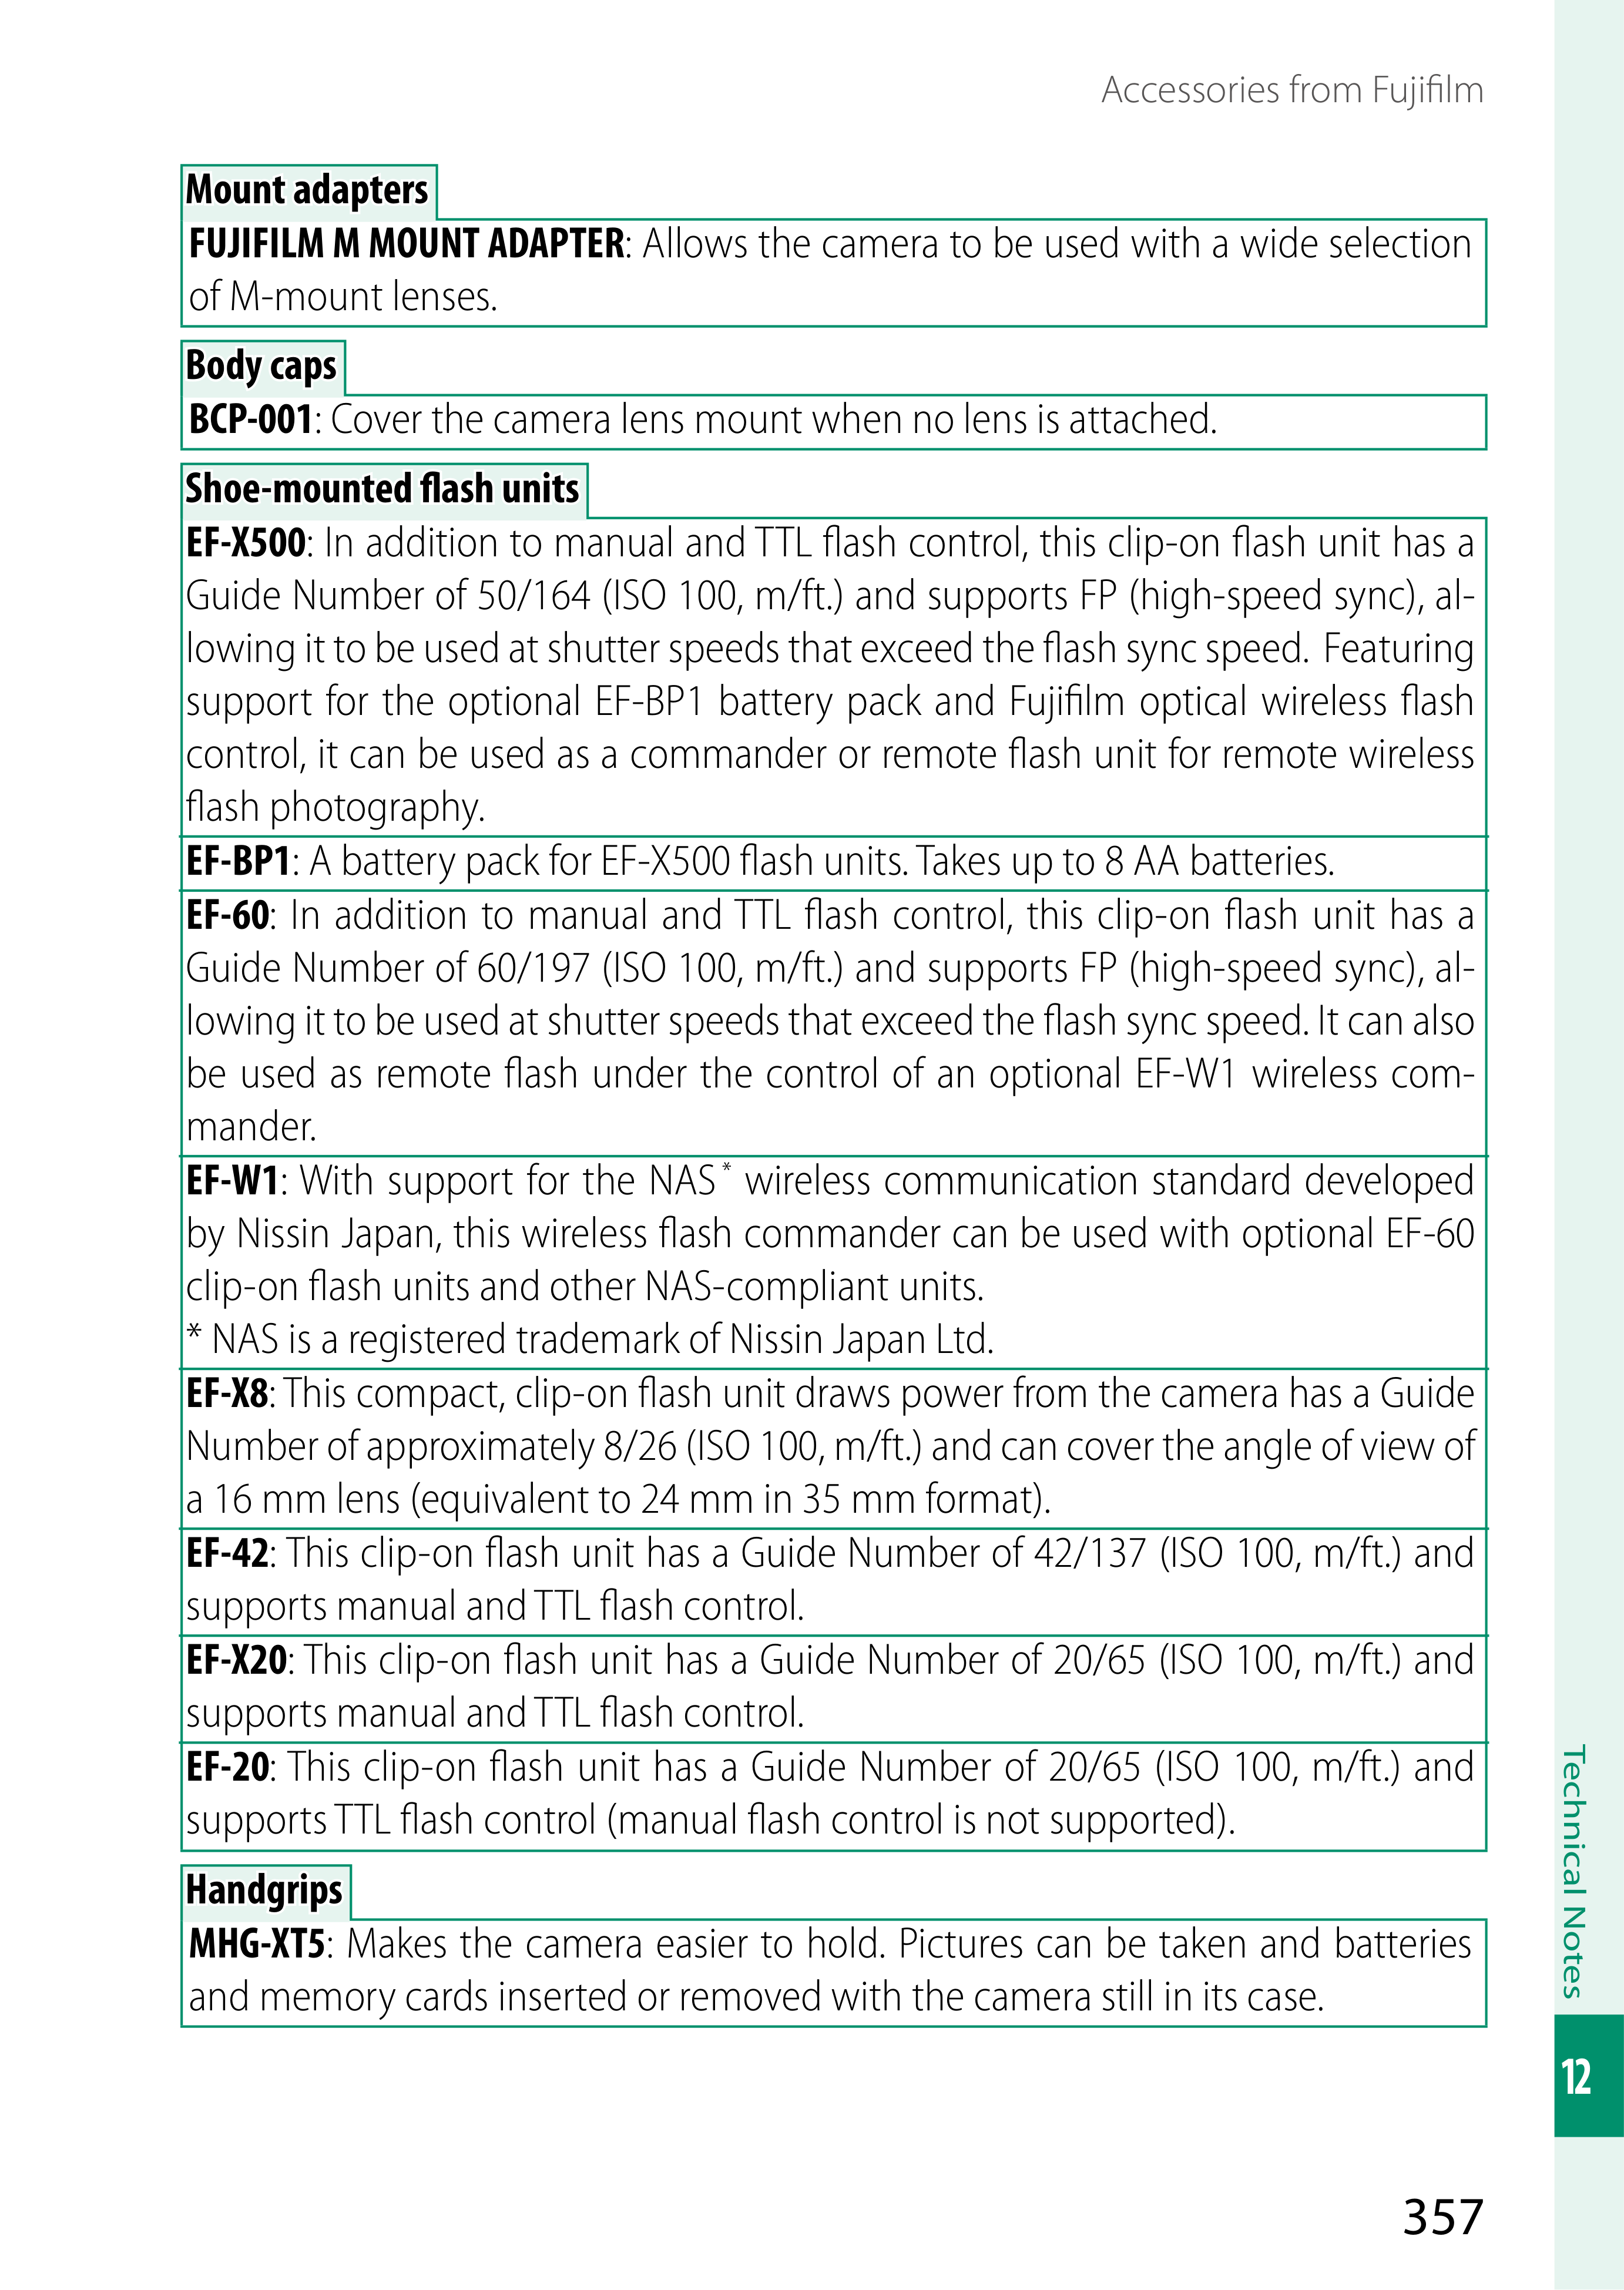 Accessories from Fujifilm
Mount adapters
FUJIFILM M MOUNT ADAPTER: Allows the camera to be used with a wide selection
of M-mount lenses.
Body caps
BCP-001: Cover the camera lens mount when no lens is attached.
Shoe-mounted flash units
EF-X500: In addition to manual and TTL flash control, this clip-on flash unit has a
Guide Number of 50/164 (ISO 100, m/ft.) and supports FP (high-speed sync), al-
lowing it to be used at shutter speeds that exceed the flash sync speed. Featuring
support for the optional EF-BP1 battery pack and Fujifilm optical wireless flash
control, it can be used as a commander or remote flash unit for remote wireless
flash photography.
EF-BP1: A battery pack for EF-X500 flash units. Takes up to 8 AA batteries.
EF-60: In addition to manual and TTL flash control, this clip-on flash unit has a
Guide Number of 60/197 (ISO 100, m/ft.) and supports FP (high-speed sync), al-
lowing it to be used at shutter speeds that exceed the flash sync speed. It can also
be used as remote flash under the control of an optional EF-W1 wireless com-
mander.
EF-W1: With support for the NAS* wireless communication standard developed
by Nissin Japan, this wireless flash commander can be used with optional EF-60
clip-on flash units and other NAS-compliant units.
* NAS is a registered trademark of Nissin Japan Ltd.
EF-X8: This compact, clip-on flash unit draws power from the camera has a Guide
Number of approximately 8/26 (ISO 100, m/ft.) and can cover the angle of view of
a 16 mm lens (equivalent to 24 mm in 35 mm format).
EF-42: This clip-on flash unit has a Guide Number of 42/137 (ISO 100, m/ft.) and
supports manual and TTL flash control.
EF-X20: This clip-on flash unit has a Guide Number of 20/65 (ISO 100, m/ft.) and
supports manual and TTL flash control.
EF-20: This clip-on flash unit has a Guide Number of 20/65 (ISO 100, m/ft.) and
supports TTL flash control (manual flash control is not supported).
Handgrips
MHG-XT5: Makes the camera easier to hold. Pictures can be taken and batteries
and memory cards inserted or removed with the camera still in its case.
Technical Notes
12
357